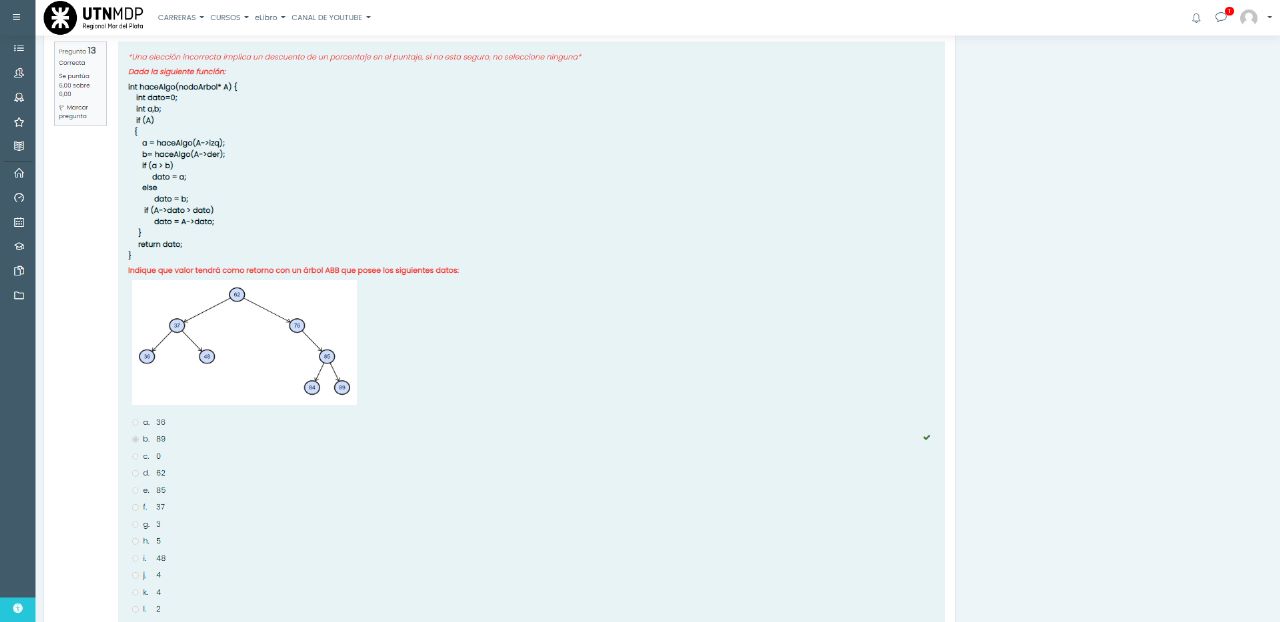 UTNMDP
Regional Mar del Plata
CARRERAS CURSOS eLibro CANAL DE YOUTUBE
1
Pregunta 13
Correcta
Se puntúa
6,00 sobre
6,00
Marcar
pregunta
*Una elección incorrecta implica un descuento de un porcentaje en el puntaje, si no esta seguro, no seleccione ninguna*
Dada la siguiente función:
int haceAlgo(nodoArbol* A) {
int dato=0;
int a,b;
if (A)
{
a = haceAlgo(A->izq);
b= haceAlgo(A->der);
if (a > b)
dato = a;
else
dato = b;
if (A->dato > dato)
dato = A->dato;
}
return dato;
}
Indique que valor tendrá como retorno con un árbol ABB que posee los siguientes datos:
62
37 76
36 48 85
84 89
a. 36
b. 89
c. 0
d. 62
e. 85
f. 37
g. 3
h. 5
i. 48
j. 4
k. 4
l. 2